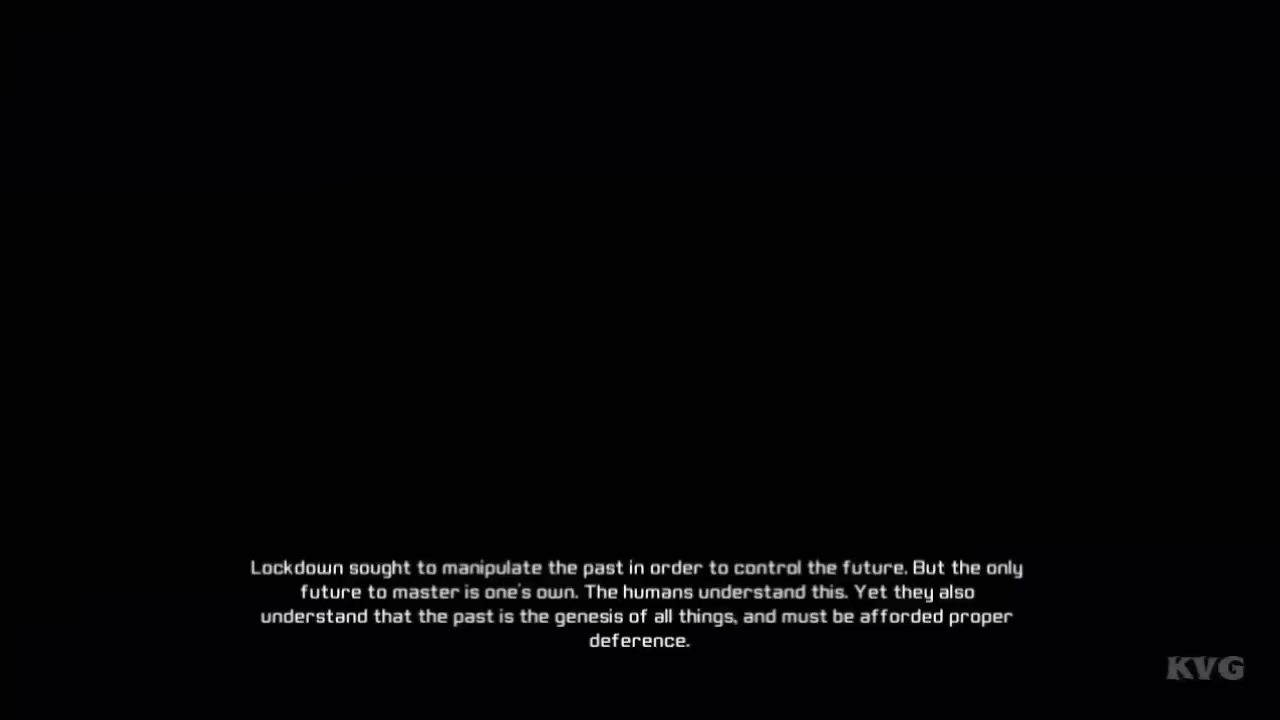 Lockdown sought to manipulate the past in order to control the future. But the only
future to master is one's own. The humans understand this. Yet they also
understand that the past is the genesis of all things, and must be afforded proper
deference.
KVG